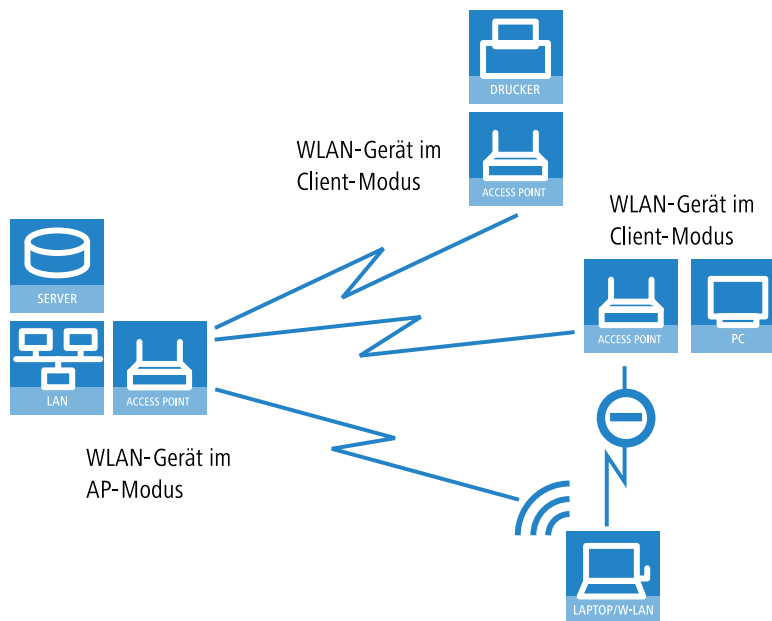 DRUCKER
WLAN-Gerät im
Client-Modus
ACCESS POINT
WLAN-Gerät im
Client-Modus
SERVER
ACCESS POINT
PC
LAN
ACCESS POINT
WLAN-Gerät im
AP-Modus
LAPTOP/W-LAN